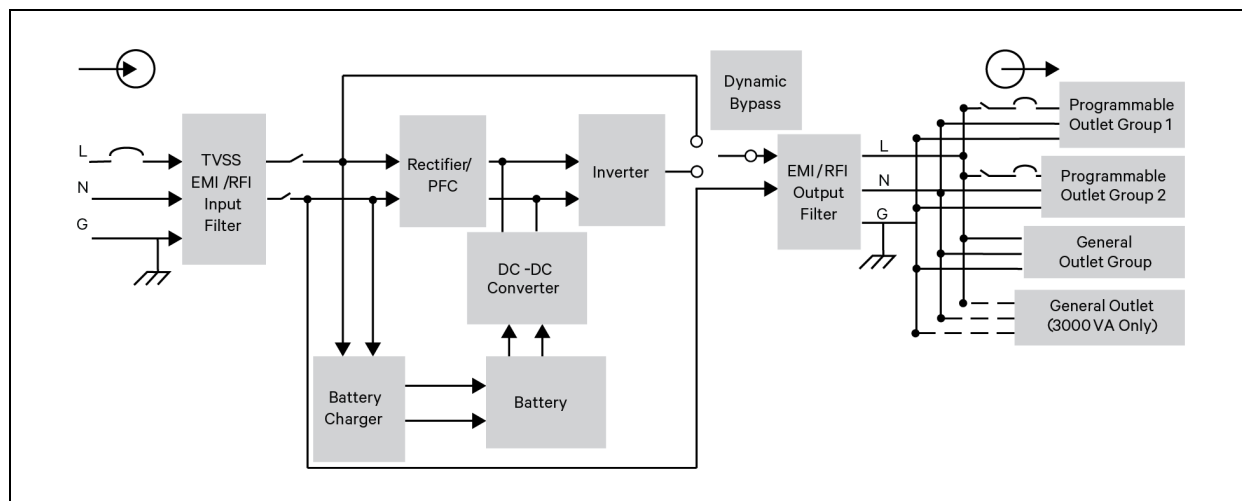 Dynamic
Bypass
L
N
G
TVSS
EMI /RFI
Input
Filter
Rectifier/
PFC
Inverter
DC -DC
Converter
Battery
Charger
Battery
EMI/RFI
Output
Filter
L
N
G
Programmable
Outlet Group 1
Programmable
Outlet Group 2
General
Outlet Group
General Outlet
(3000 VA Only)